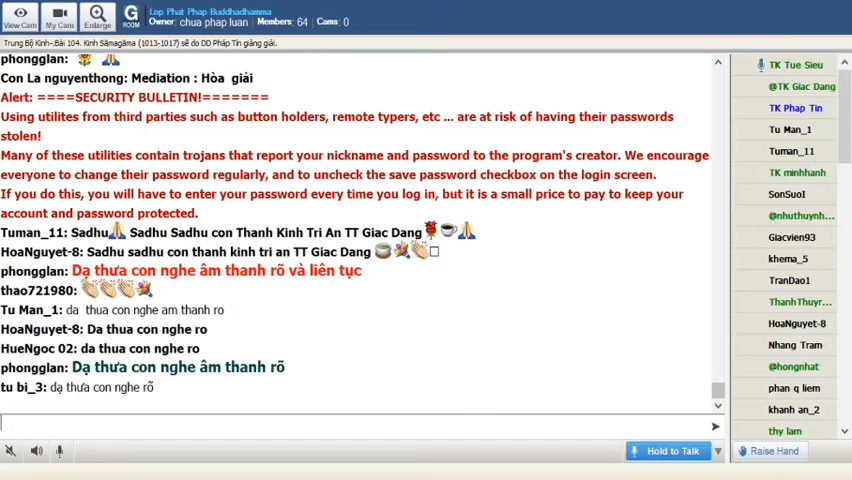 View Cam
My Cam
Enlarge
G
ROOM
Lop Phat Phap Buddhadhamma
Owner: chua phap luan Members: 64 Cams: 0
Trung Bộ Kinh-.Bài 104. Kinh Sāmagāma (1013-1017) sẽ do DD Pháp Tín giảng giải.
phongglan:
Con La nguyenthong: Mediation : Hòa giải
Alert: ====SECURITY BULLETIN!=======
Using utilites from third parties such as button holders, remote typers, etc ... are at risk of having their passwords
stolen!
Many of these utilities contain trojans that report your nickname and password to the program's creator. We encourage
everyone to change their password regularly, and to uncheck the save password checkbox on the login screen.
If you do this, you will have to enter your password every time you log in, but it is a small price to pay to keep your
account and password protected.
Tuman_11: Sadhu Sadhu Sadhu con Thanh Kinh Tri An TT Giac Dang
HoaNguyet-8: Sadhu sadhu con thanh kinh tri an TT Giac Dang
phongglan: Dạ thưa con nghe âm thanh rõ và liên tục
thao721980:
Tu Man_1: da thua con nghe am thanh ro
HoaNguyet-8: Da thua con nghe ro
HueNgoc 02: da thua con nghe ro
phongglan: Dạ thưa con nghe âm thanh rõ
tu bi_3: dạ thưa con nghe rõ
Hold to Talk
TK Tue Sieu
@TK Giac Dang
TK Phap Tin
Tu Man_1
Tuman_11
TK minhhanh
SonSuoI
@nhuthuynh...
Giacvien93
khema_5
TranDao1
ThanhThuyr...
HoaNguyet-8
Nhang Tram
@hongnhat
phan q liem
khanh an_2
thy lam
Raise Hand